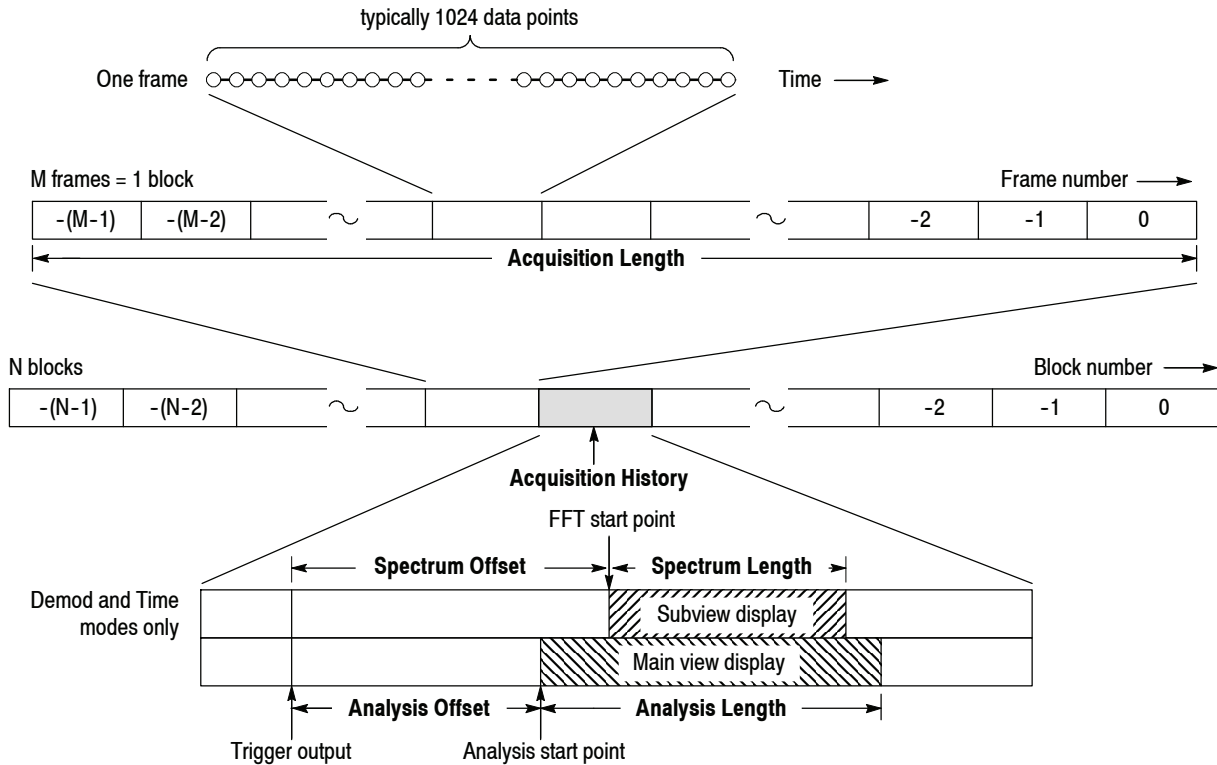 typically 1024 data points
One frame
Time
M frames = 1 block
Frame number
-(M-1) -(M-2) -2 -1 0
Acquisition Length
N blocks
Block number
-(N-1) -(N-2) -2 -1 0
Acquisition History
FFT start point
Spectrum Offset Spectrum Length
Demod and Time
modes only
Subview display
Main view display
Analysis Offset Analysis Length
Trigger output Analysis start point